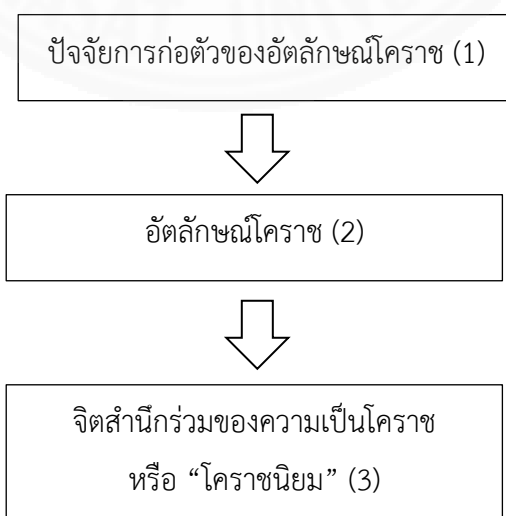 ปัจจัยการก่อตัวของอัตลักษณ์โคราช (1)
อัตลักษณ์โคราช (2)
จิตสำนึกร่วมของความเป็นโคราช
หรือ “โคราชนิยม” (3)